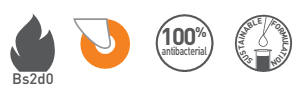 Bs2d0
100%
antibacterial
SUSTAINABLE
FORMULATION